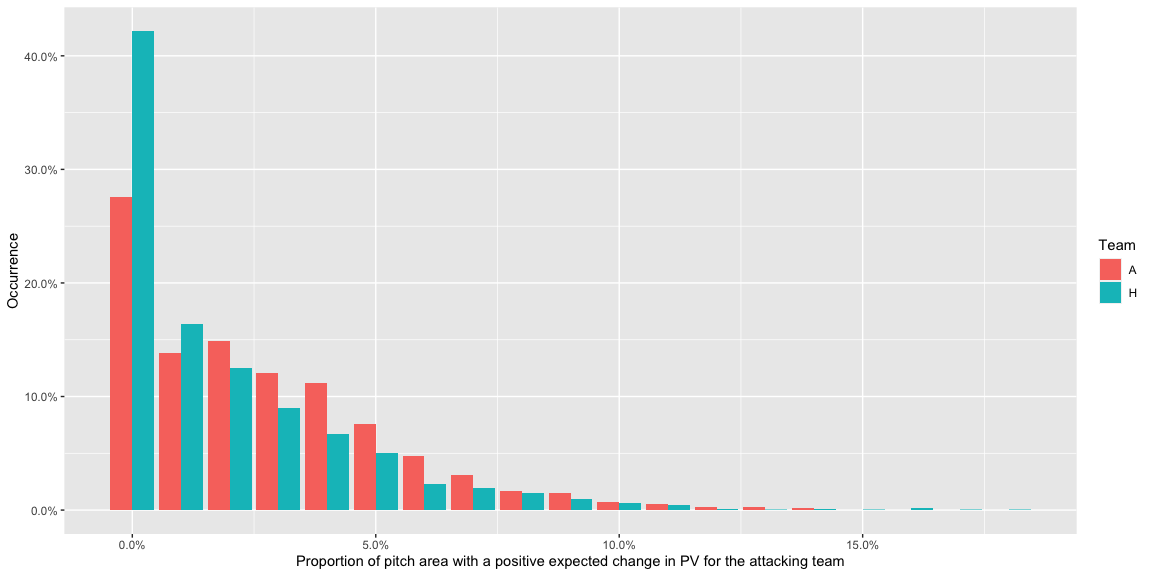 40.0%
30.0%
20.0%
10.0%
0.0%
Occurrence
0.0% 5.0% 10.0% 15.0%
Proportion of pitch area with a positive expected change in PV for the attacking team
Team
A
H